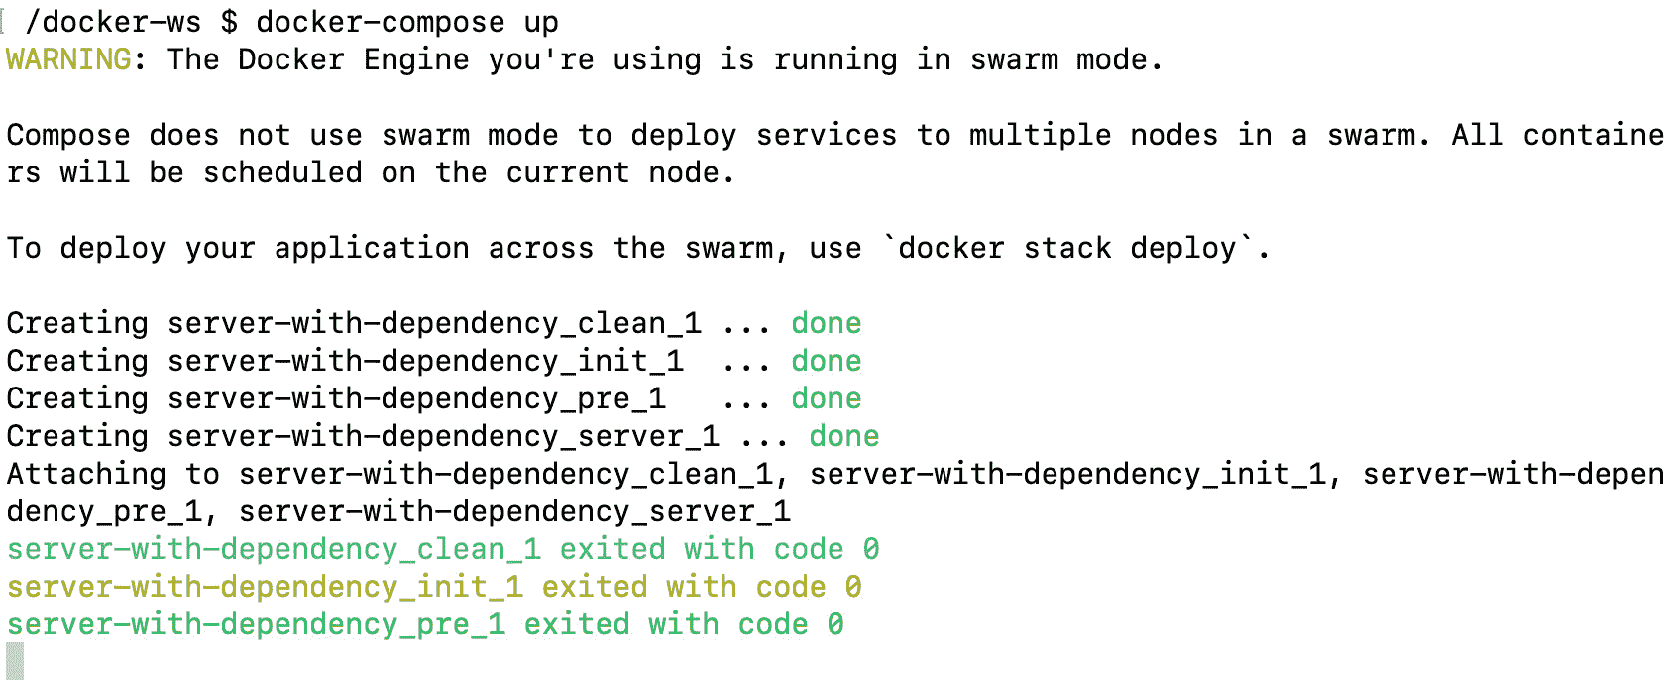 /docker-ws $ docker-compose up
WARNING: The Docker Engine you're using is running in swarm mode.
Compose does not use swarm mode to deploy services to multiple nodes in a swarm. All containe
rs will be scheduled on the current node.
To deploy your application across the swarm, use `docker stack deploy`.
Creating server-with-dependency_clean_1 ... done
Creating server-with-dependency_init_1  ... done
Creating server-with-dependency_pre_1   ... done
Creating server-with-dependency_server_1 ... done
Attaching to server-with-dependency_clean_1, server-with-dependency_init_1, server-with-depen
dency_pre_1, server-with-dependency_server_1
server-with-dependency_clean_1 exited with code 0
server-with-dependency_init_1 exited with code 0
server-with-dependency_pre_1 exited with code 0